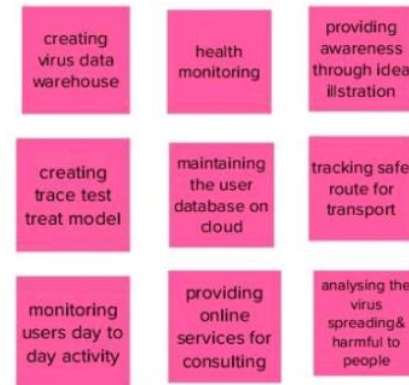 creating
virus data
warehouse
health
monitoring
providing
awareness
through idea
illstration
creating
trace test
treat model
maintaining
the user
database on
cloud
tracking safe
route for
transport
monitoring
users day to
day activity
providing
online
services for
consulting
analysing the
virus
spreading&
harmful to
people